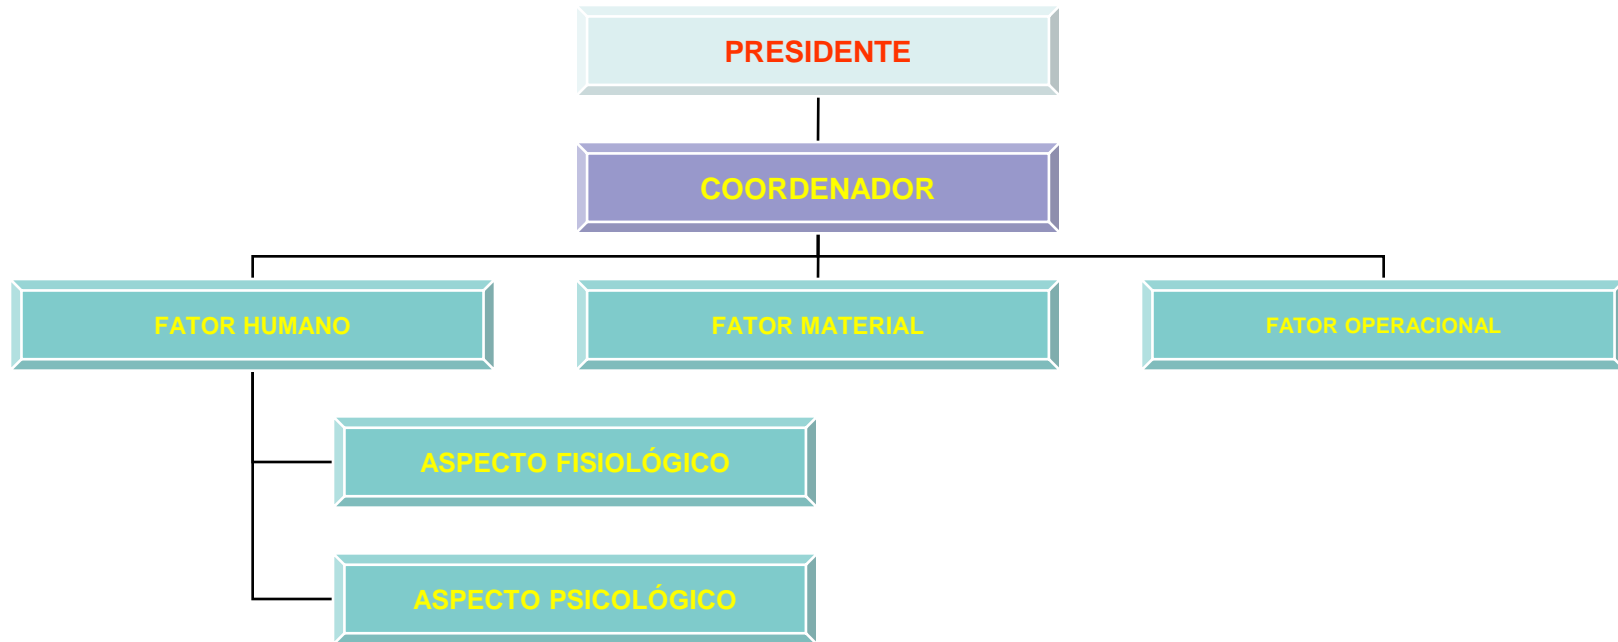 PRESIDENTE
COORDENADOR
FATOR HUMANO
FATOR MATERIAL
FATOR OPERACIONAL
ASPECTO FISIOLÓGICO
ASPECTO PSICOLÓGICO